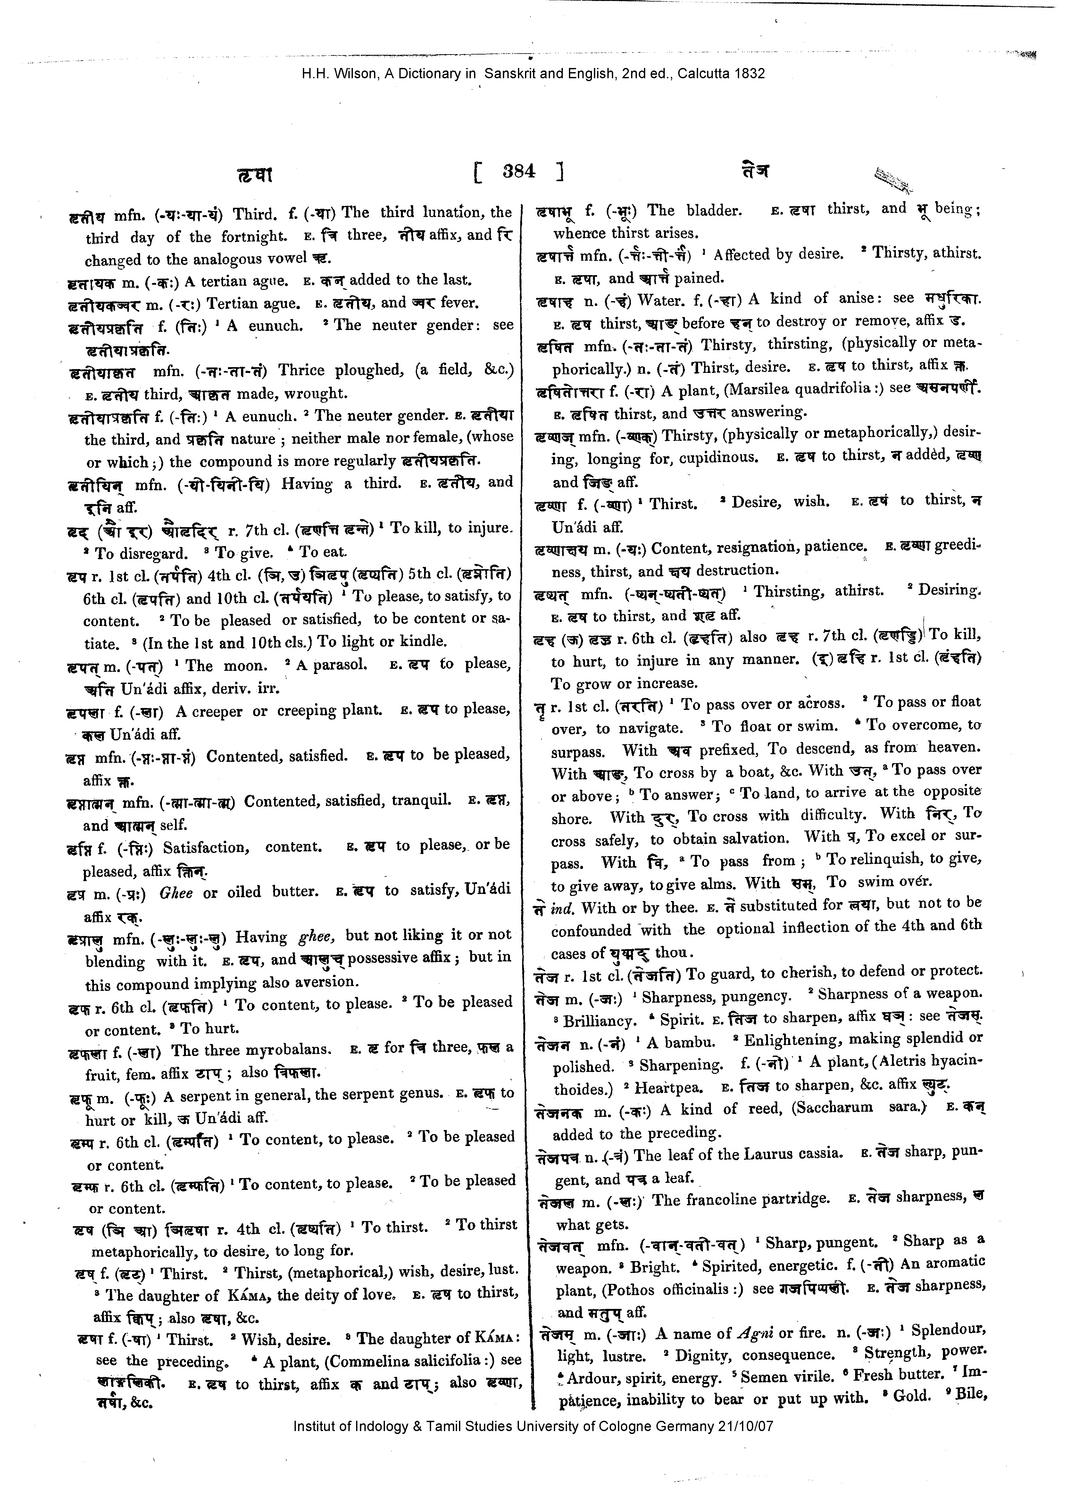 H.H. Wilson, A Dictionary in Sanskrit and English, 2nd ed., Calcutta 1832
तृषा [ 384 ] तेज
तृतीय mfn. (-यः-या-यं) Third. f. (-या) The third lunation, the
third day of the fortnight. E. त्रि three, तीय affix, and रि
changed to the analogous vowel ऋ.
तृतीयक m. (-कः) A tertian ague. E. कन् added to the last.
तृतीयकज्वर m. (-रः) Tertian ague. E. तृतीय, and ज्वर fever.
तृतीयप्रकृति f. (तिः) ¹ A eunuch. ² The neuter gender: see
तृतीयाप्रकृति.
तृतीयाकृत mfn. (-तः-ता-तं) Thrice ploughed, (a field, &c.)
E. तृतीय third, आकृत made, wrought.
तृतीयाप्रकृति f. (-तिः) ¹ A eunuch. ² The neuter gender. E. तृतीया
the third, and प्रकृति nature ; neither male nor female, (whose
or which ;) the compound is more regularly तृतीयप्रकृति.
तृतीयिन् mfn. (-यी-यिनी-यि) Having a third. E. तृतीय, and
इनि aff.
तृद (ञौ इर) ञौतृदिर् r. 7th cl. (तृणत्ति तृन्ते) ¹ To kill, to injure.
² To disregard. ³ To give. ⁴ To eat.
तृप r. 1st cl. (तर्पति) 4th cl. (ञि, उ) ञितृपु (तृप्यति) 5th cl. (तृप्नोति)
6th cl. (तृपति) and 10th cl. (तर्पयति) ¹ To please, to satisfy, to
content. ² To be pleased or satisfied, to be content or sa-
tiate. ³ (In the 1st and 10th cls.) To light or kindle.
तृपत् m. (-पत्) ¹ The moon. ² A parasol. E. तृप to please,
अति Un'ádi affix, deriv. irr.
तृपला f. (-ला) A creeper or creeping plant. E. तृप to please,
कल Un'ádi aff.
तृप्त mfn. (-प्तः-प्ता-प्तं) Contented, satisfied. E. तृप to be pleased,
affix क्त.
तृप्तात्मन् mfn. (-त्मा-त्मा-त्म) Contented, satisfied, tranquil. E. तृप्त,
and आत्मन् self.
तृप्ति f. (-प्तिः) Satisfaction, content. E. तृप to please, or be
pleased, affix क्तिन्.
तृप्र m. (-प्रः) Ghee or oiled butter. E. तृप to satisfy, Un'ádi
affix रक्.
तृप्रालु mfn. (-लुः-लुः-लु) Having ghee, but not liking it or not
blending with it. E. तृप्र, and आलुच् possessive affix ; but in
this compound implying also aversion.
तृफ r. 6th cl. (तृफति) ¹ To content, to please. ² To be pleased
or content. ³ To hurt.
तृफला f. (-ला) The three myrobalans. E. तृ for त्रि three, फल a
fruit, fem. affix टाप् ; also त्रिफला.
तृफू m. (-फूः) A serpent in general, the serpent genus. E. तृफ to
hurt or kill, ऊ Un'ádi aff.
तृम्प r. 6th cl. (तृम्पति) ¹ To content, to please. ² To be pleased
or content.
तृम्फ r. 6th cl. (तृम्फति) ¹ To content, to please. ² To be pleased
or content.
तृष (ञि आ) ञितृषा r. 4th cl. (तृष्यति) ¹ To thirst. ² To thirst
metaphorically, to desire, to long for.
तृष् f. (तृट्) ¹ Thirst. ² Thirst, (metaphorical,) wish, desire, lust.
³ The daughter of KÁMA, the deity of love. E. तृष to thirst,
affix क्विप् ; also तृषा, &c.
तृषा f. (-षा) ¹ Thirst. ² Wish, desire. ³ The daughter of KÁMA:
see the preceding. ⁴ A plant, (Commelina salicifolia :) see
लाङ्गलिकी. E. तृष to thirst, affix क and टाप्; also तृष्णा,
तर्षा, &c.
तृषाभू f. (-भूः) The bladder. E. तृषा thirst, and भू being;
whence thirst arises.
तृषार्त्त mfn. (-र्त्तः-र्त्ता-र्त्तं) ¹ Affected by desire. ² Thirsty, athirst.
E. तृषा, and आर्त्त pained.
तृषाह n. (-हं) Water. f. (-हा) A kind of anise: see मधुरिका.
E. तृष thirst, आङ् before हन् to destroy or remove, affix ड.
तृषित mfn. (-तः-ता-तं) Thirsty, thirsting, (physically or meta-
phorically.) n. (-तं) Thirst, desire. E. तृष to thirst, affix क्त.
तृषितोत्तरा f. (-रा) A plant, (Marsilea quadrifolia :) see असनपर्णी.
E. तृषित thirst, and उत्तर answering.
तृष्णज् mfn. (-ष्णक्) Thirsty, (physically or metaphorically,) desir-
ing, longing for, cupidinous. E. तृष to thirst, न added, तृष्ण
and जिङ् aff.
तृष्णा f. (-ष्णा) ¹ Thirst. ² Desire, wish. E. तृष to thirst, न
Un'ádi aff.
तृष्णाक्षय m. (-यः) Content, resignation, patience. E. तृष्णा greedi-
ness, thirst, and क्षय destruction.
तृष्यत् mfn. (-ष्यन्-ष्यती-ष्यत्) ¹ Thirsting, athirst. ² Desiring.
E. तृष to thirst, and शतृ aff.
तृह (ऊ) तृहू r. 6th cl. (तृहति) also तृह r. 7th cl. (तृणेढि) To kill,
to hurt, to injure in any manner. (इ) तृहि r. 1st cl. (तृंहति)
To grow or increase.
तॄ r. 1st cl. (तरति) ¹ To pass over or across. ² To pass or float
over, to navigate. ³ To float or swim. ⁴ To overcome, to
surpass. With अव prefixed, To descend, as from heaven.
With आङ्, To cross by a boat, &c. With उत्, ᵃ To pass over
or above ; ᵇ To answer; ᶜ To land, to arrive at the opposite
shore. With दुर्, To cross with difficulty. With निर्, To
cross safely, to obtain salvation. With प्र, To excel or sur-
pass. With वि, ᵃ To pass from ; ᵇ To relinquish, to give,
to give away, to give alms. With सम्, To swim over.
ते ind. With or by thee. E. ते substituted for त्वया, but not to be
confounded with the optional inflection of the 4th and 6th
cases of युष्मद् thou.
तेज r. 1st cl. (तेजति) To guard, to cherish, to defend or protect.
तेज m. (-जः) ¹ Sharpness, pungency. ² Sharpness of a weapon.
³ Brilliancy. ⁴ Spirit. E. तिज to sharpen, affix घञ् : see तेजस्.
तेजन n. (-नं) ¹ A bambu. ² Enlightening, making splendid or
polished. ³ Sharpening. f. (-नी) ¹ A plant, (Aletris hyacin-
thoides.) ² Heartpea. E. तिज to sharpen, &c. affix ल्युट्.
तेजनक m. (-कः) A kind of reed, (Saccharum sara.) E. कन्
added to the preceding.
तेजपत्र n. (-त्रं) The leaf of the Laurus cassia. E. तेज sharp, pun-
gent, and पत्र a leaf.
तेजल m. (-लः) The francoline partridge. E. तेज sharpness, ल
what gets.
तेजवत् mfn. (-वान्-वती-वत्) ¹ Sharp, pungent. ² Sharp as a
weapon. ³ Bright. ⁴ Spirited, energetic. f. (-ती) An aromatic
plant, (Pothos officinalis :) see गजपिप्पली. E. तेज sharpness,
and मतुप् aff.
तेजस् m. (-जाः) A name of Agni or fire. n. (-जः) ¹ Splendour,
light, lustre. ² Dignity, consequence. ³ Strength, power.
⁴ Ardour, spirit, energy. ⁵ Semen virile. ⁶ Fresh butter. ⁷ Im-
patience, inability to bear or put up with. ⁸ Gold. ⁹ Bile,
Institut of Indology & Tamil Studies University of Cologne Germany 21/10/07